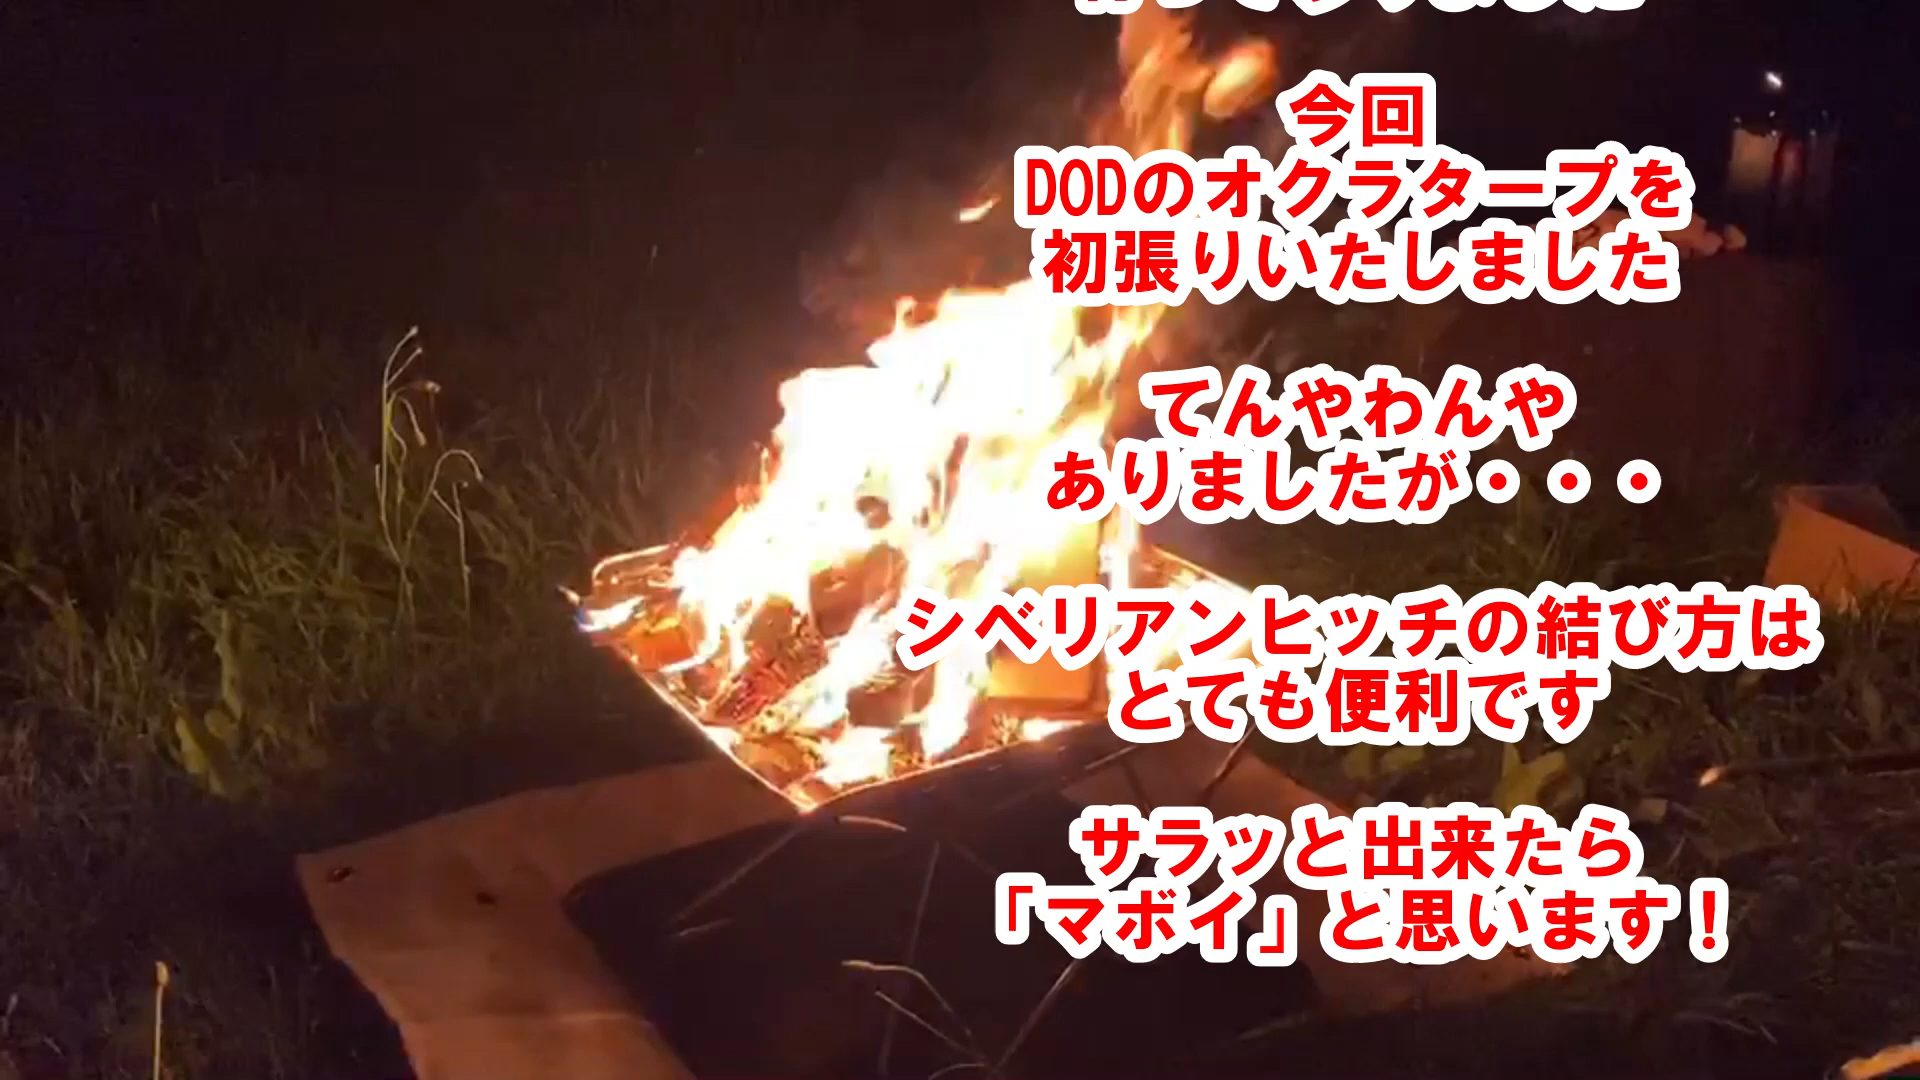 今回
DODのオクラタープを
初張りいたしました
てんやわんや
ありましたが・・・
シベリアンヒッチの結び方は
とても便利です
サラッと出来たら
「マボイ」と思います！